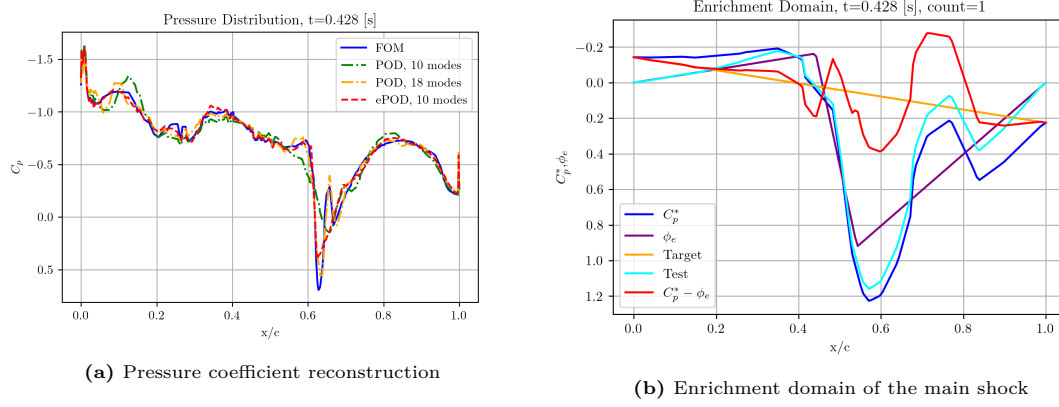 Pressure Distribution, t=0.428 [s]
−1.5
−1.0
−0.5
0.0
0.5
C_p
0.0
0.2
0.4
0.6
0.8
1.0
x/c
FOM
POD, 10 modes
POD, 18 modes
ePOD, 10 modes
(a) Pressure coefficient reconstruction
Enrichment Domain, t=0.428 [s], count=1
−0.2
0.0
0.2
0.4
0.6
0.8
1.0
1.2
C_p^*, ϕ_e
0.0
0.2
0.4
0.6
0.8
1.0
x/c
C_p^*
ϕ_e
Target
Test
C_p^* − ϕ_e
(b) Enrichment domain of the main shock